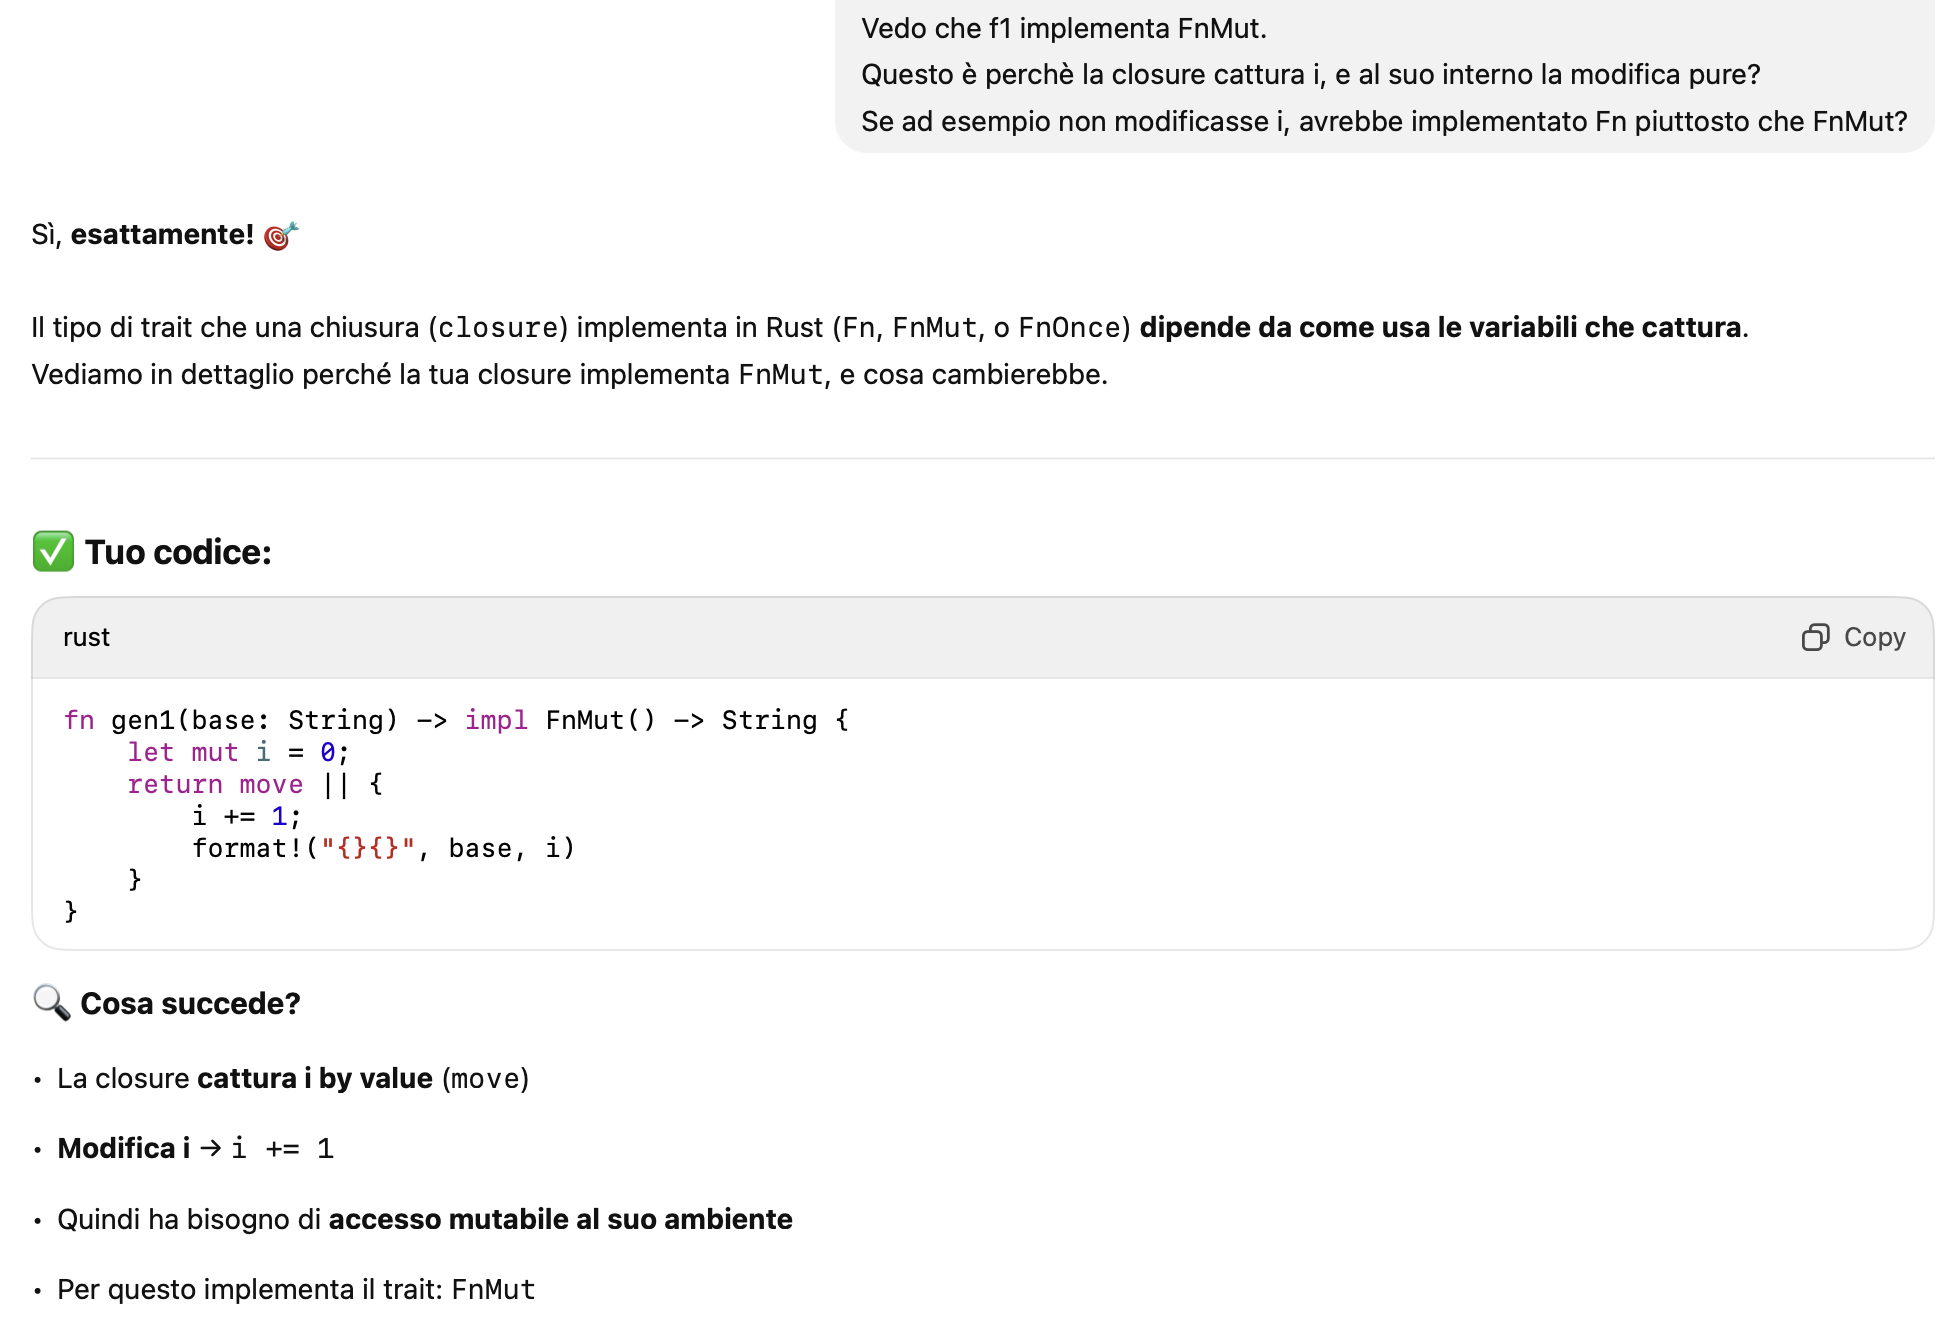 Vedo che f1 implementa FnMut.
Questo è perchè la closure cattura i, e al suo interno la modifica pure?
Se ad esempio non modificasse i, avrebbe implementato Fn piuttosto che FnMut?
Sì, esattamente! 🎯
Il tipo di trait che una chiusura (closure) implementa in Rust (Fn, FnMut, o FnOnce) dipende da come usa le variabili che cattura.
Vediamo in dettaglio perché la tua closure implementa FnMut, e cosa cambierebbe.
✅ Tuo codice:
rust
Copy
fn gen1(base: String) -> impl FnMut() -> String {
    let mut i = 0;
    return move || {
        i += 1;
        format!("{}{}", base, i)
    }
}
🔍 Cosa succede?
• La closure cattura i by value (move)
• Modifica i → i += 1
• Quindi ha bisogno di accesso mutabile al suo ambiente
• Per questo implementa il trait: FnMut